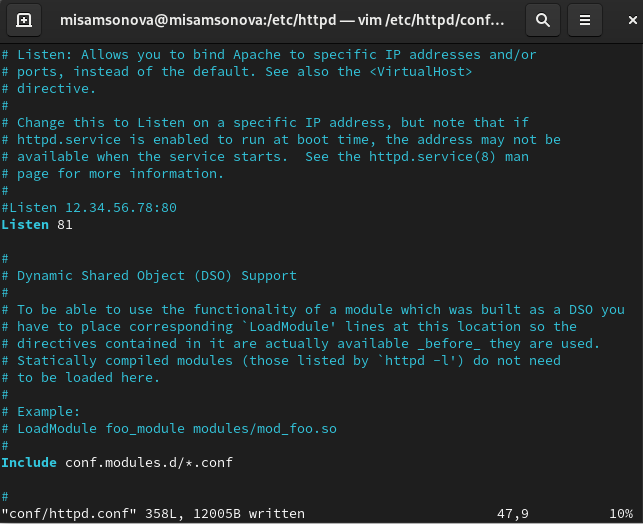 misamsonova@misamsonova:/etc/httpd — vim /etc/httpd/conf…
# Listen: Allows you to bind Apache to specific IP addresses and/or
# ports, instead of the default. See also the <VirtualHost>
# directive.
#
# Change this to Listen on a specific IP address, but note that if
# httpd.service is enabled to run at boot time, the address may not be
# available when the service starts.  See the httpd.service(8) man
# page for more information.
#
#Listen 12.34.56.78:80
Listen 81
#
# Dynamic Shared Object (DSO) Support
#
# To be able to use the functionality of a module which was built as a DSO you
# have to place corresponding `LoadModule' lines at this location so the
# directives contained in it are actually available _before_ they are used.
# Statically compiled modules (those listed by `httpd -l') do not need
# to be loaded here.
#
# Example:
# LoadModule foo_module modules/mod_foo.so
#
Include conf.modules.d/*.conf
#
"conf/httpd.conf" 358L, 12005B written 47,9 10%